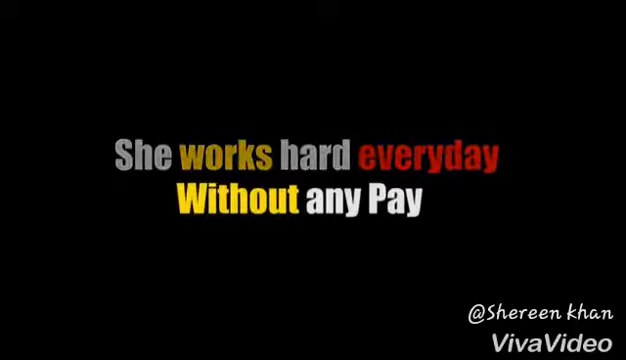 She works hard everyday
Without any Pay
@Shereen khan
VivaVideo